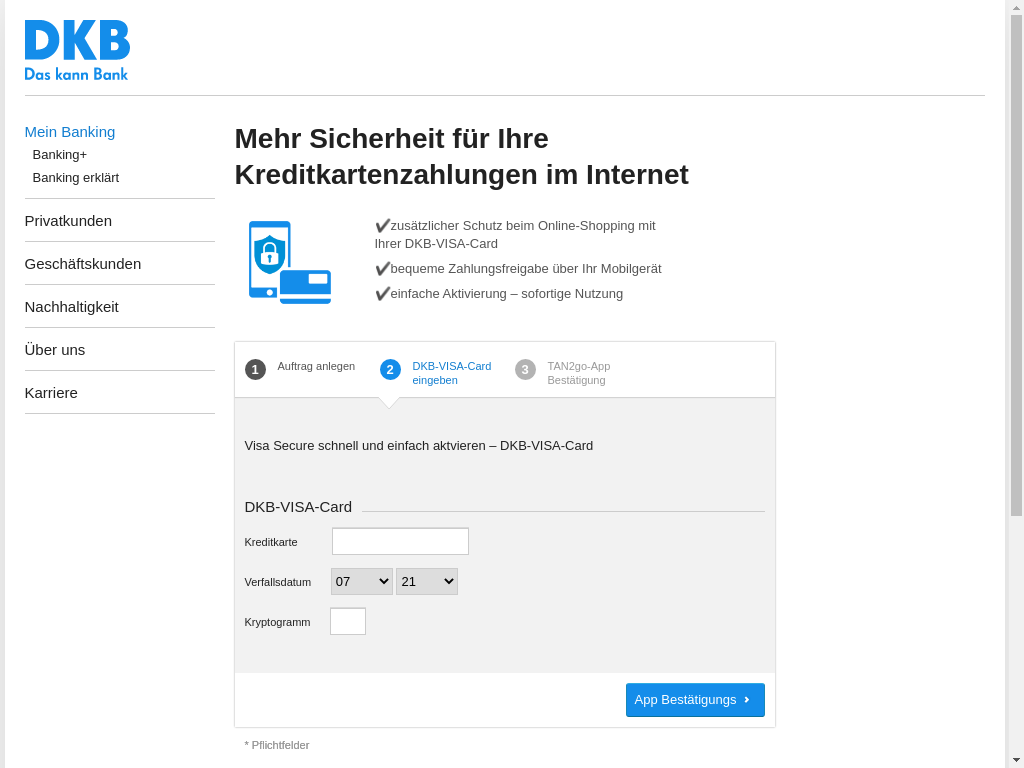 DKB
Das kann Bank
Mein Banking
Banking+
Banking erklärt
Privatkunden
Geschäftskunden
Nachhaltigkeit
Über uns
Karriere
Mehr Sicherheit für Ihre
Kreditkartenzahlungen im Internet
✔zusätzlicher Schutz beim Online-Shopping mit
Ihrer DKB-VISA-Card
✔bequeme Zahlungsfreigabe über Ihr Mobilgerät
✔einfache Aktivierung – sofortige Nutzung
1 Auftrag anlegen
2 DKB-VISA-Card
eingeben
3 TAN2go-App
Bestätigung
Visa Secure schnell und einfach aktvieren – DKB-VISA-Card
DKB-VISA-Card
Kreditkarte
Verfallsdatum 07 21
Kryptogramm
App Bestätigungs
* Pflichtfelder